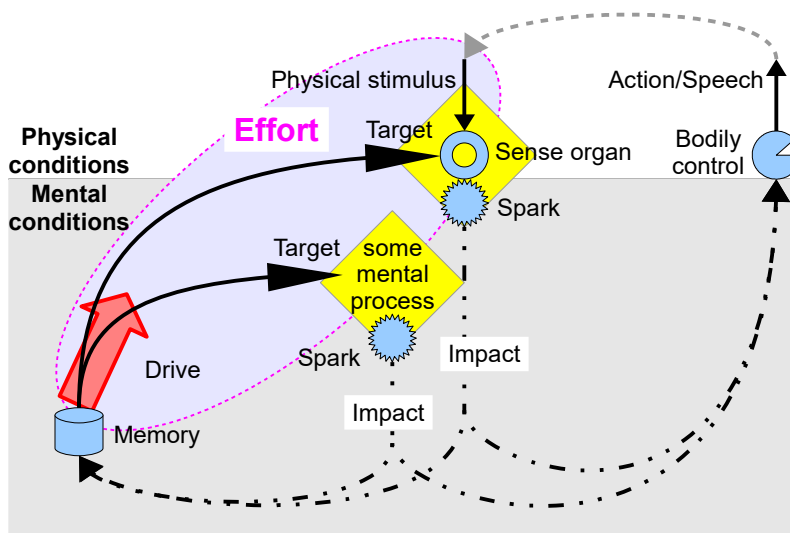 Physical stimulus
Action/Speech
Effort
Target
Physical
conditions
Sense organ
Bodily
control
Mental
conditions
Spark
Target
some
mental
process
Spark
Impact
Drive
Impact
Memory